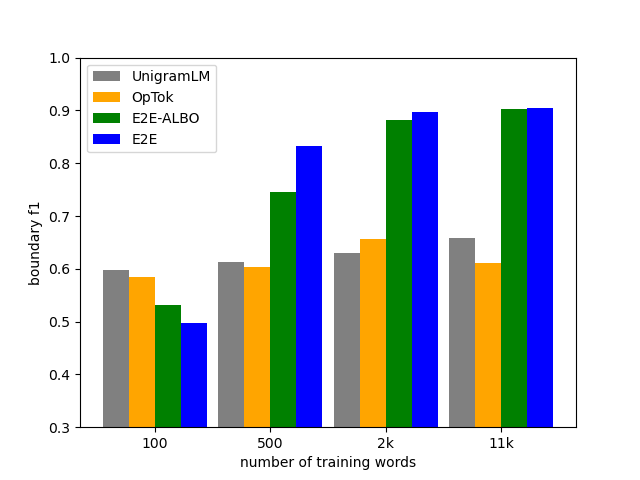 UnigramLM
OpTok
E2E-ALBO
E2E
boundary f1
1.0
0.9
0.8
0.7
0.6
0.5
0.4
0.3
100 500 2k 11k
number of training words